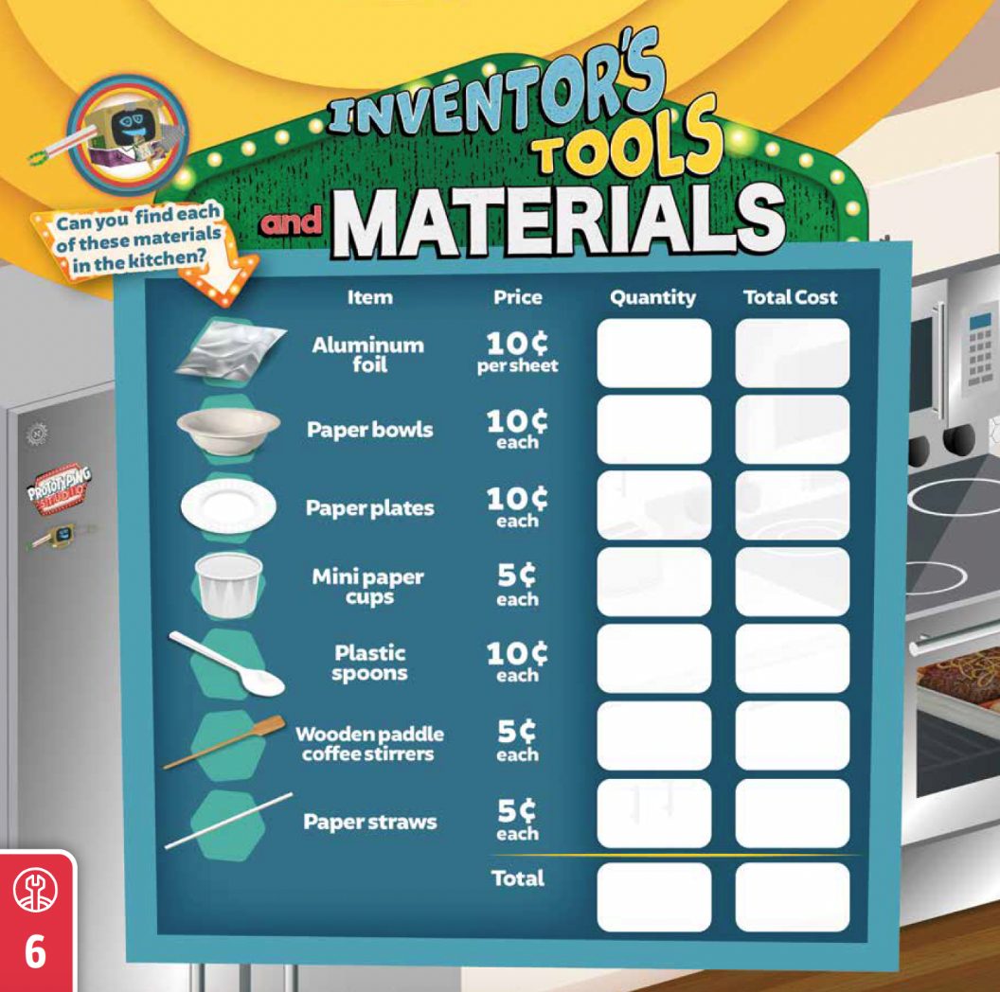 INVENTOR'S
TOOLS
and MATERIALS
Can you find each
of these materials
in the kitchen?
Item Price Quantity Total Cost
Aluminum
foil
10¢
per sheet
Paper bowls
10¢
each
Paper plates
10¢
each
Mini paper
cups
5¢
each
Plastic
spoons
10¢
each
Wooden paddle
coffee stirrers
5¢
each
Paper straws
5¢
each
Total
PROTOTYPING
STUDIO
6